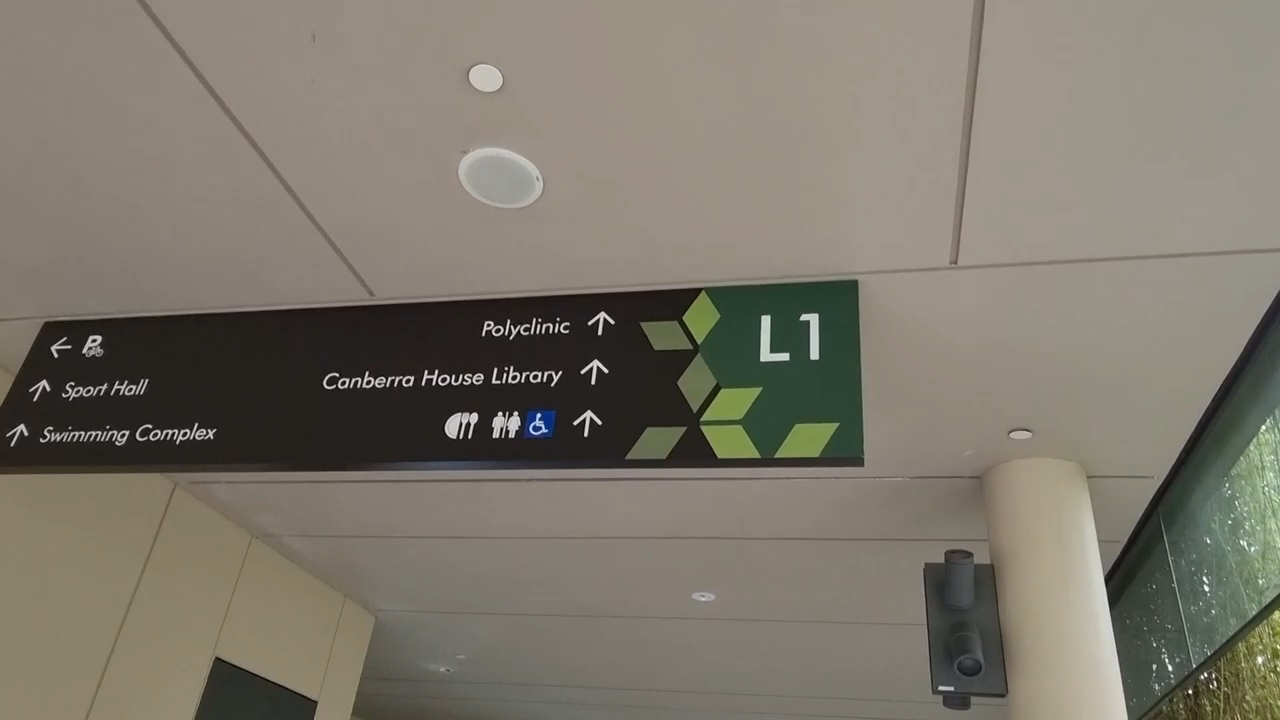 P
Sport Hall
Swimming Complex
Polyclinic
Canberra House Library
L1